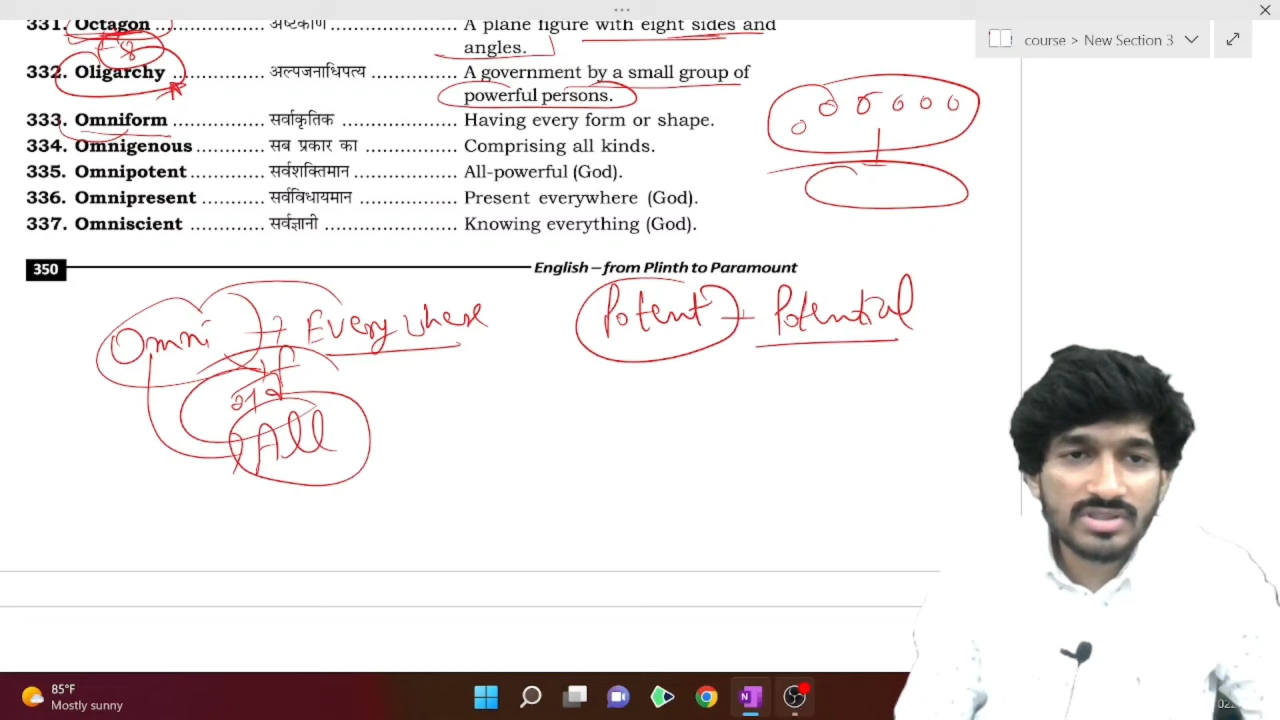 331. Octagon .................... अष्टकोण ....................... A plane figure with eight sides and
angles.
8
332. Oligarchy ................. अल्पजनाधिपत्य ............... A government by a small group of
powerful persons.
333. Omniform ................. सर्वाकृतिक .................... Having every form or shape.
334. Omnigenous ............. सब प्रकार का ................ Comprising all kinds.
335. Omnipotent .............. सर्वशक्तिमान .................. All-powerful (God).
336. Omnipresent ............ सर्वविधायमान ................. Present everywhere (God).
337. Omniscient .............. सर्वज्ञानी ........................ Knowing everything (God).
350 English – from Plinth to Paramount
Omni → Everywhere
All
Potent – Potential
course > New Section 3
85°F
Mostly sunny